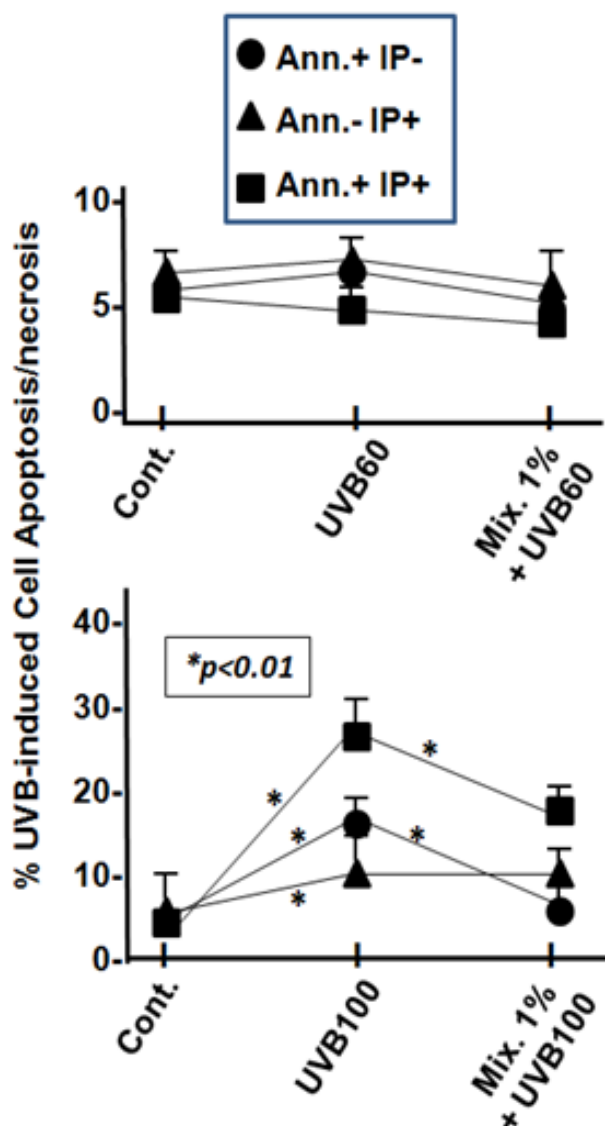 Ann.+ IP-
Ann.- IP+
Ann.+ IP+
% UVB-induced Cell Apoptosis/necrosis
10-
5-
0-
Cont.
UVB60
Mix. 1%
+ UVB60
40-
30-
20-
10-
0-
*p<0.01
*
*
*
*
*
Cont.
UVB100
Mix. 1%
+ UVB100